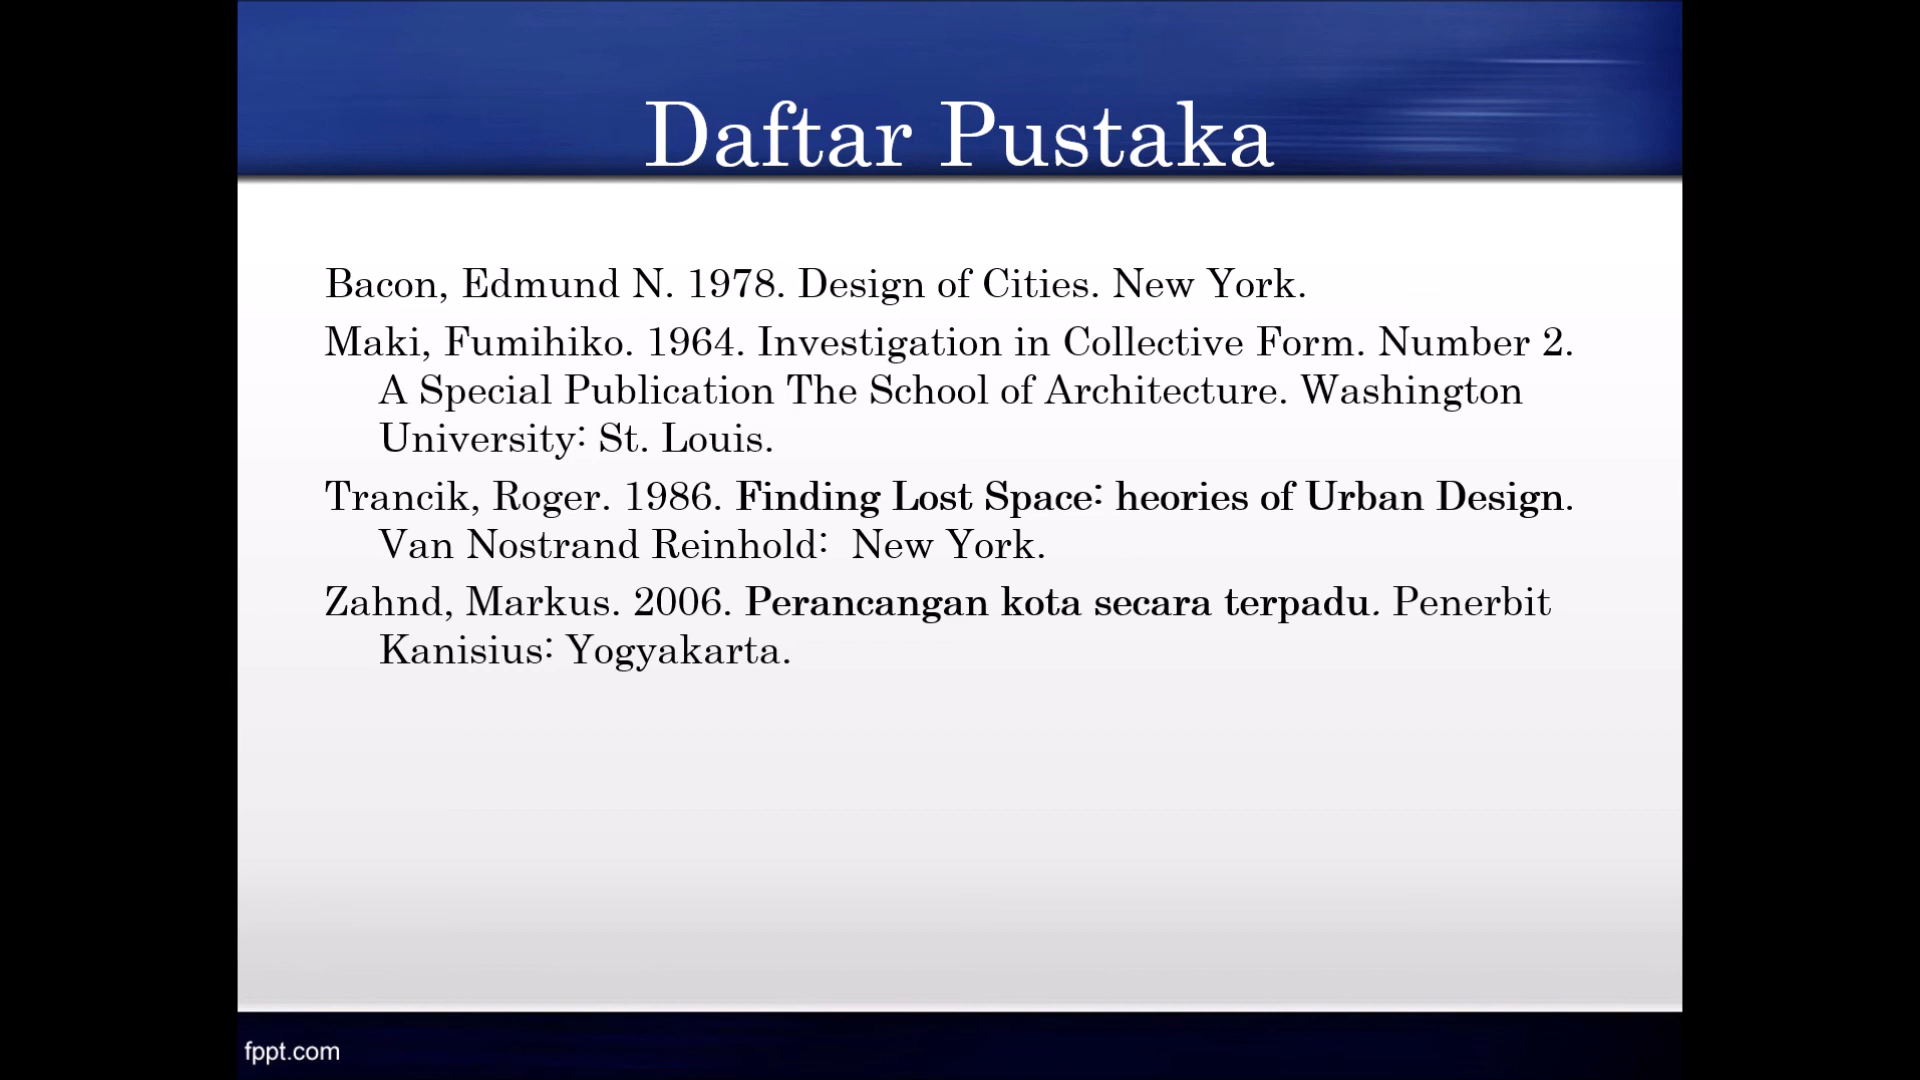 Daftar Pustaka
Bacon, Edmund N. 1978. Design of Cities. New York.
Maki, Fumihiko. 1964. Investigation in Collective Form. Number 2.
A Special Publication The School of Architecture. Washington
University: St. Louis.
Trancik, Roger. 1986. Finding Lost Space: heories of Urban Design.
Van Nostrand Reinhold:  New York.
Zahnd, Markus. 2006. Perancangan kota secara terpadu. Penerbit
Kanisius: Yogyakarta.
fppt.com